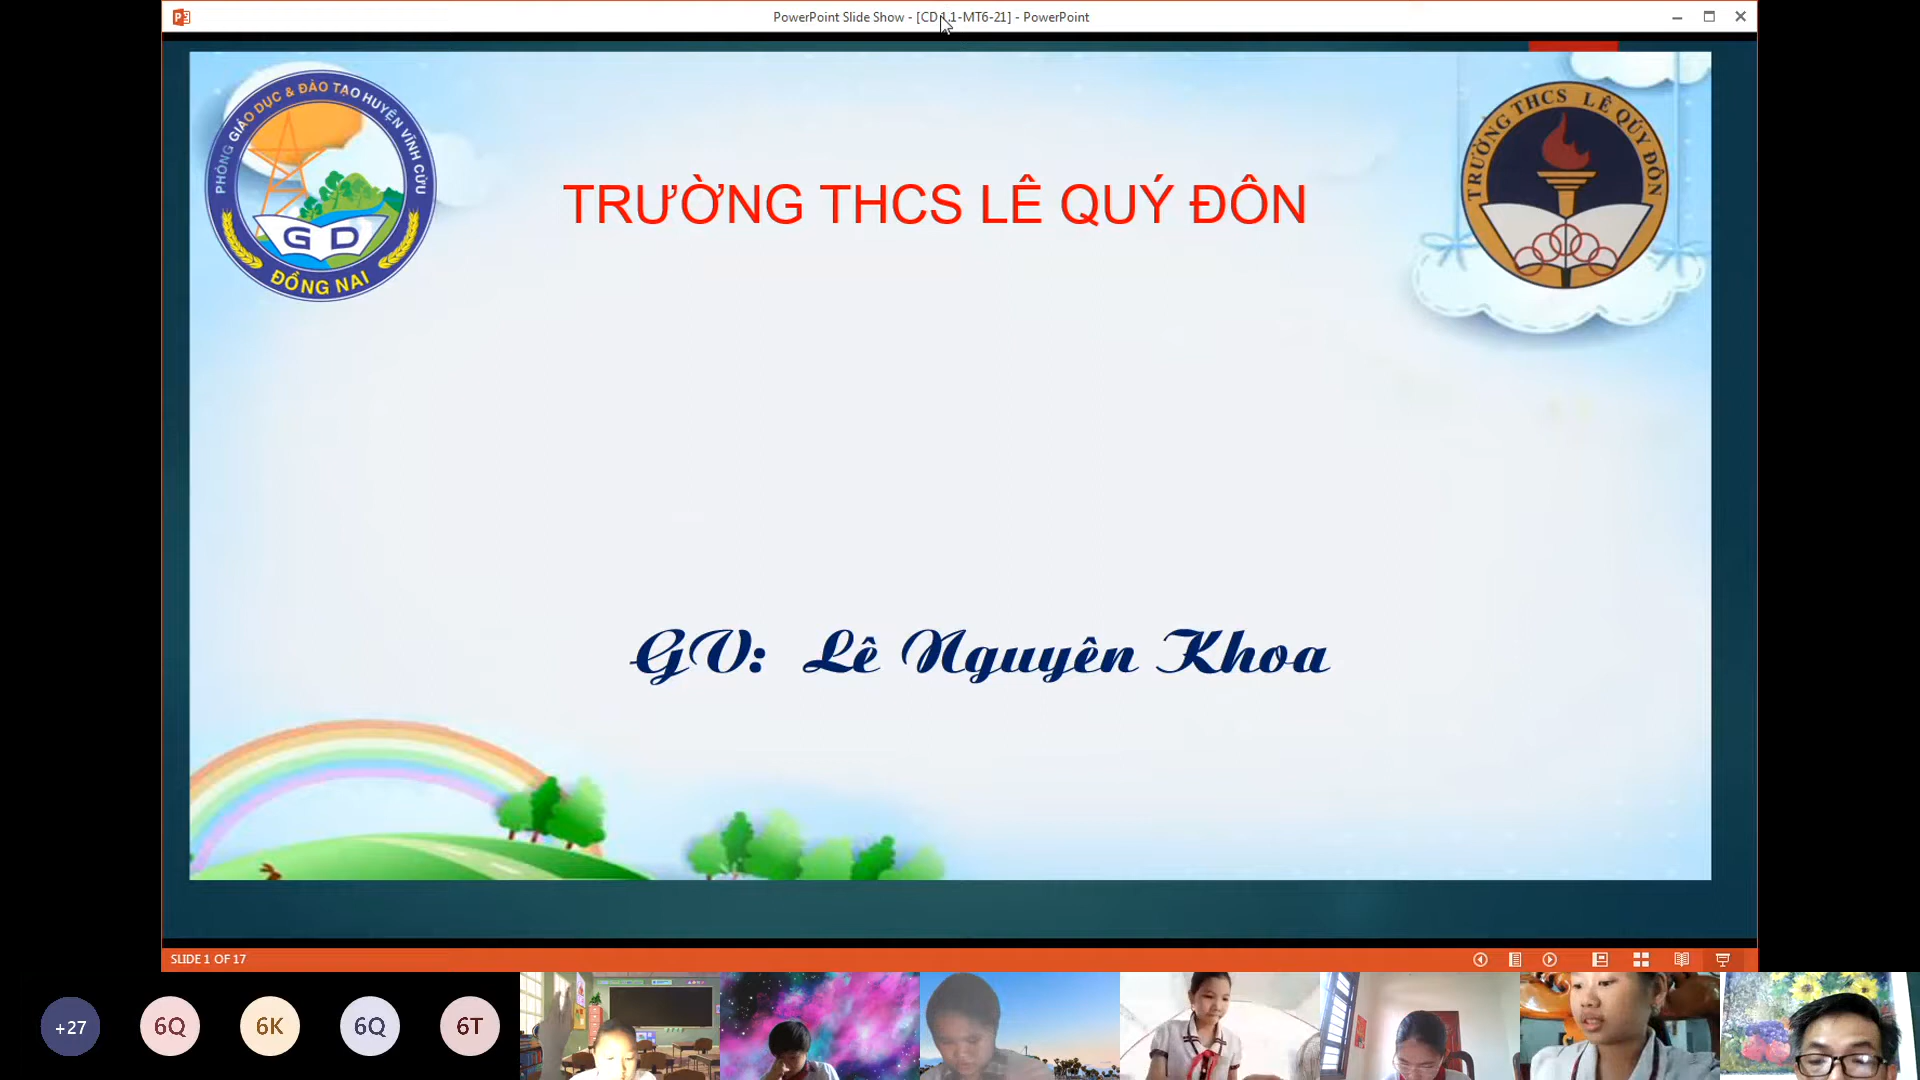 PowerPoint Slide Show - [CD 1.1-MT6-21] - PowerPoint
PHÒNG GIÁO DỤC & ĐÀO TẠO HUYỆN VĨNH CỬU
G D
ĐỒNG NAI
TRƯỜNG THCS LÊ QUÝ ĐÔN
TRƯỜNG THCS LÊ QUÝ ĐÔN
GV: Lê Nguyên Khoa
SLIDE 1 OF 17
+27
6Q
6K
6Q
6T